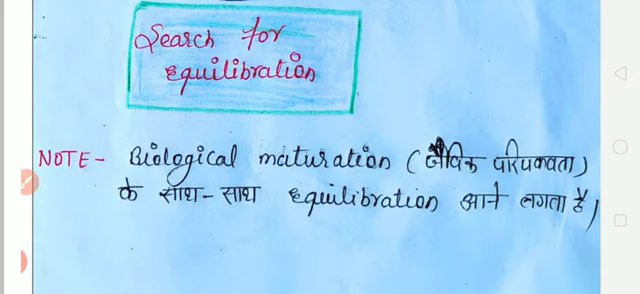 Search for
Equilibration
NOTE- Biological maturation (जैविक परिपक्वता)
के साथ-साथ Equilibration आने लगता है।